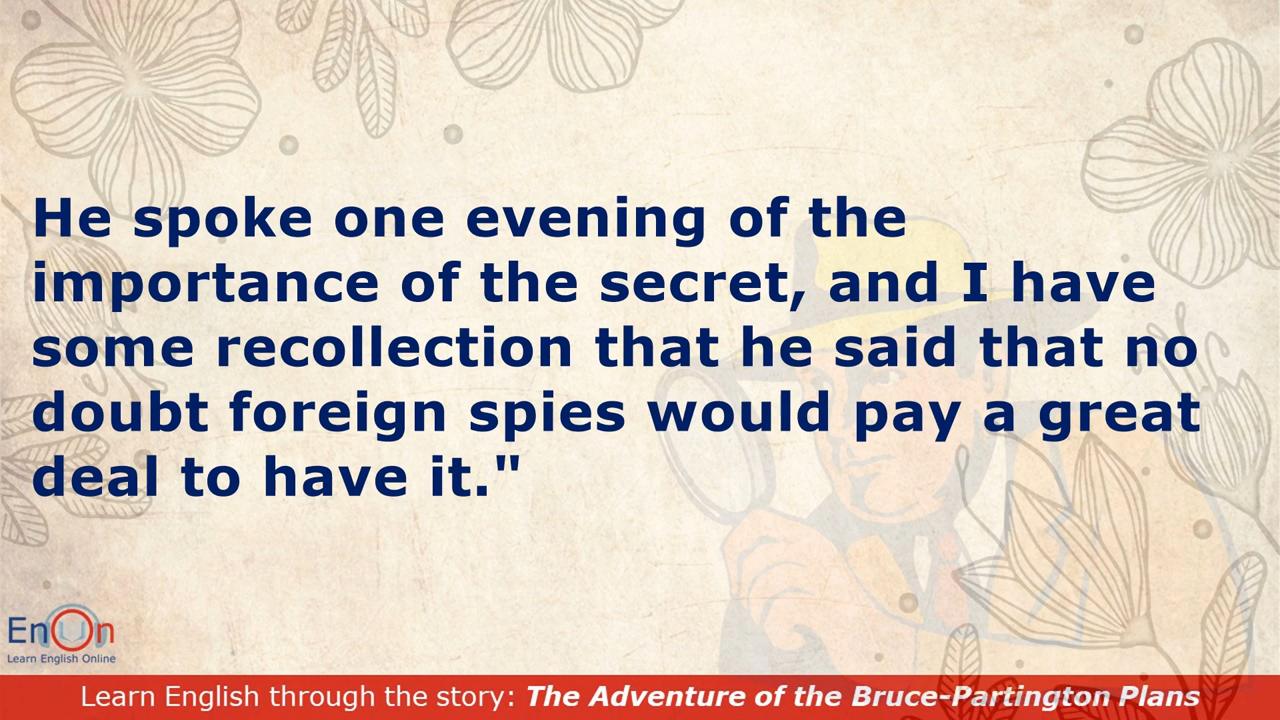 He spoke one evening of the
importance of the secret, and I have
some recollection that he said that no
doubt foreign spies would pay a great
deal to have it."
EnOn
Learn English Online
Learn English through the story: The Adventure of the Bruce-Partington Plans